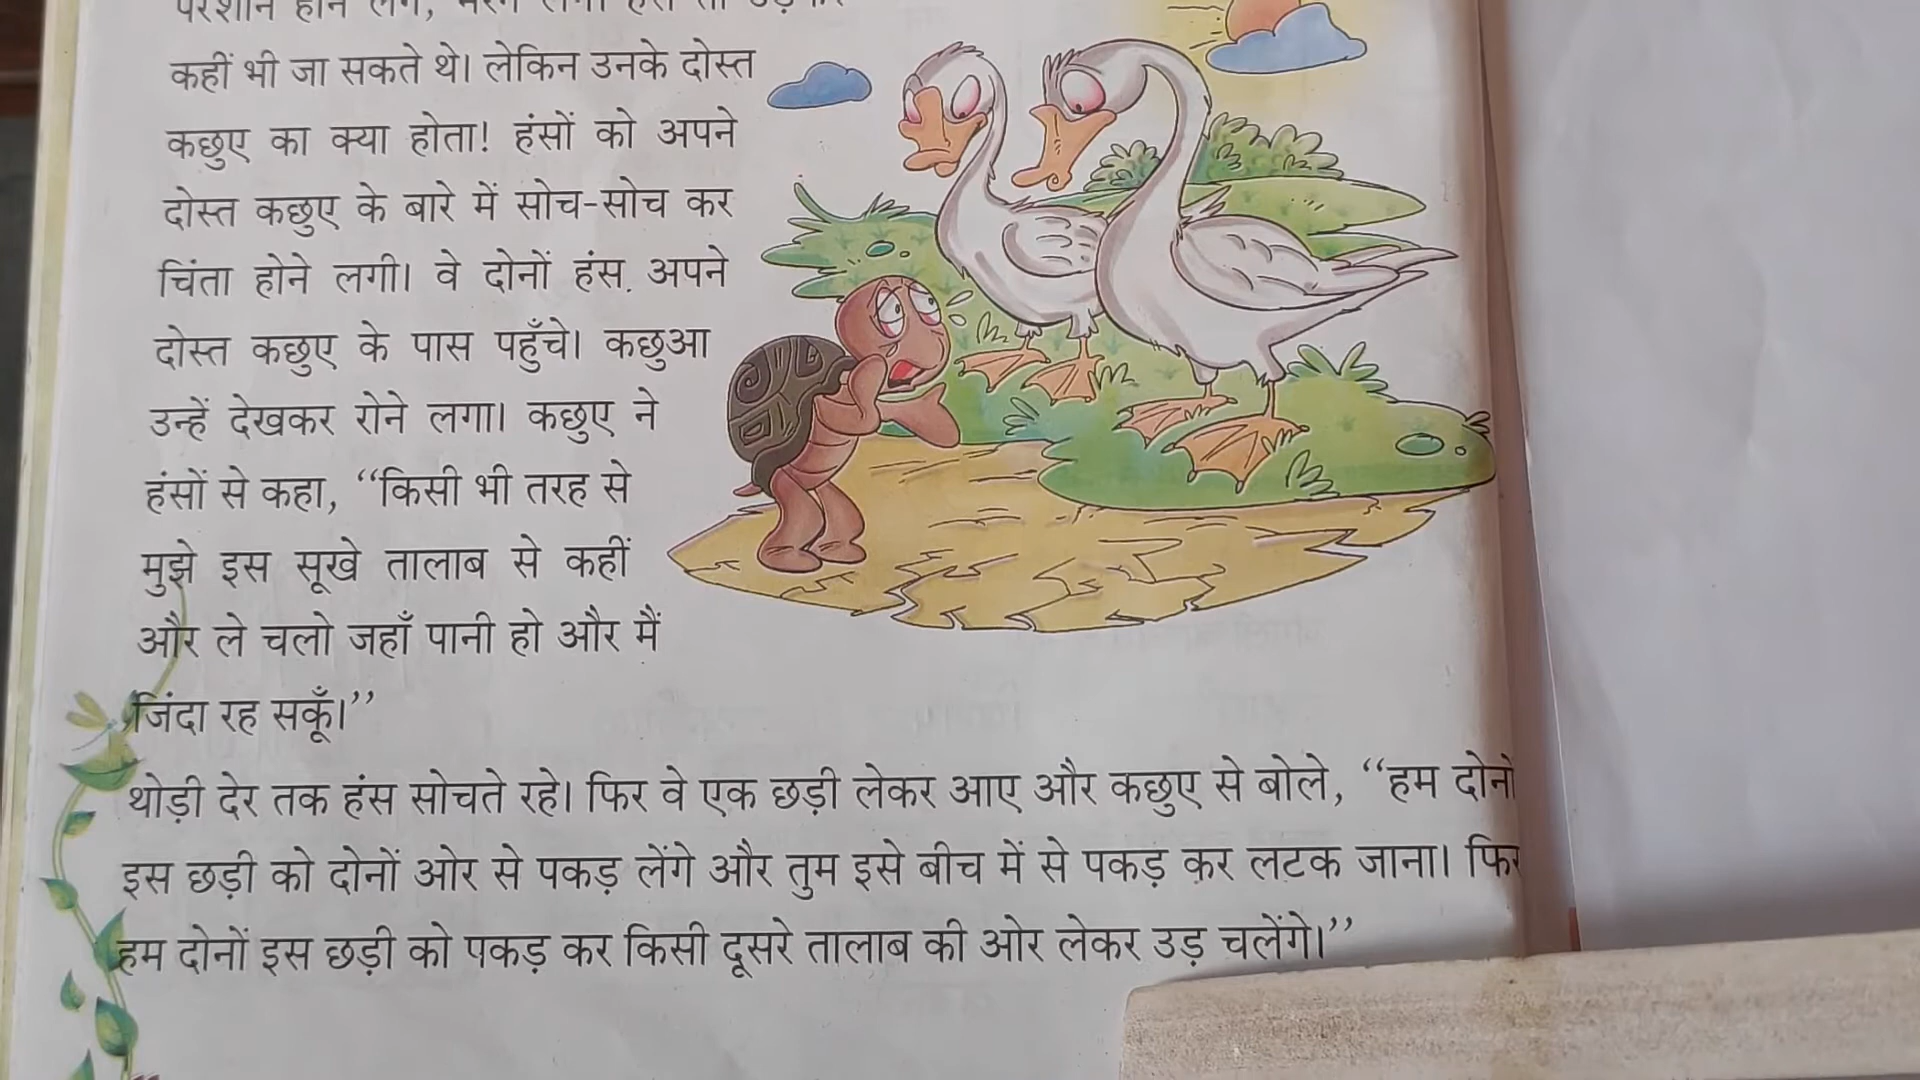 परेशान होने लगे,
कहीं भी जा सकते थे। लेकिन उनके दोस्त
कछुए का क्या होता! हंसों को अपने
दोस्त कछुए के बारे में सोच-सोच कर
चिंता होने लगी। वे दोनों हंस. अपने
दोस्त कछुए के पास पहुँचे। कछुआ
उन्हें देखकर रोने लगा। कछुए ने
हंसों से कहा, “किसी भी तरह से
मुझे इस सूखे तालाब से कहीं
और ले चलो जहाँ पानी हो और मैं
जिंदा रह सकूँ।”
थोड़ी देर तक हंस सोचते रहे। फिर वे एक छड़ी लेकर आए और कछुए से बोले, “हम दोनों
इस छड़ी को दोनों ओर से पकड़ लेंगे और तुम इसे बीच में से पकड़ कर लटक जाना। फिर
हम दोनों इस छड़ी को पकड़ कर किसी दूसरे तालाब की ओर लेकर उड़ चलेंगे।”